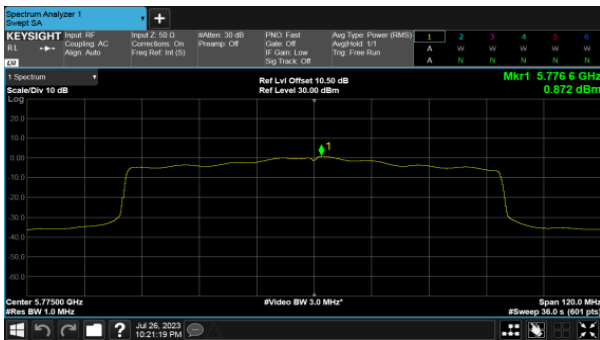 Spectrum Analyzer 1
Swept SA
+
KEYSIGHT Input: RF Input Z: 50 Ω #Atten: 30 dB PNO: Fast Avg Type: Power (RMS) 1 2 3 4 5 6
RL Coupling: AC Corrections: On Preamp: Off Gate: Off Avg|Hold: 1/1 A W W W W W
Align: Auto Freq Ref: Int (S) IF Gain: Low Trig: Free Run
LXI Sig Track: Off A N N N N N
1 Spectrum Ref Lvl Offset 10.50 dB Mkr1 5.776 6 GHz
Scale/Div 10 dB Ref Level 30.00 dBm 0.872 dBm
Log
20.0
10.0
1
0.00
-10.0
-20.0
-30.0
-40.0
-50.0
-60.0
Center 5.77500 GHz #Video BW 3.0 MHz* Span 120.0 MHz
#Res BW 1.0 MHz #Sweep 36.0 s (601 pts)
? Jul 26, 2023
10:21:19 PM